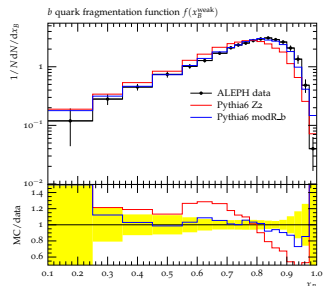 b quark fragmentation function f(x_B^weak)
1/N dN/dx_B
1
10^−1
10^−2
ALEPH data
Pythia6 Z2
Pythia6 modR_b
MC/data
1.4
1.2
1
0.8
0.6
0.1 0.2 0.3 0.4 0.5 0.6 0.7 0.8 0.9 1.0
x_B